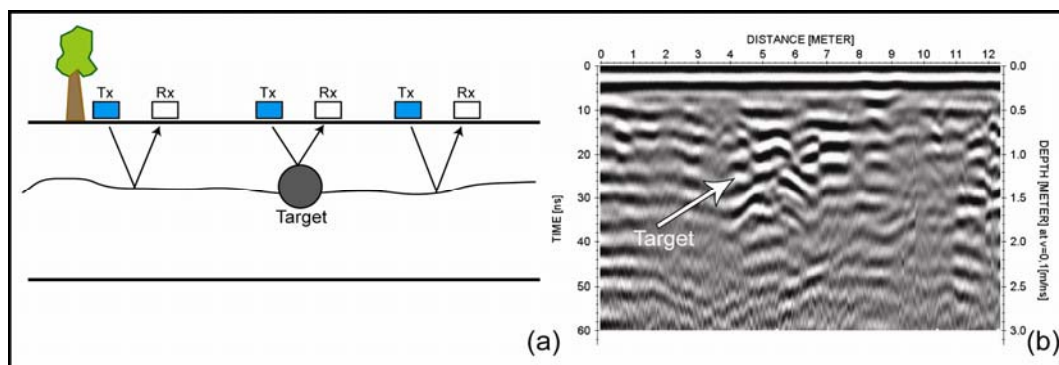 Tx Rx Tx Rx Tx Rx
Target
(a)
DISTANCE [METER]
0 1 2 3 4 5 6 7 8 9 10 11 12
TIME [ns]
0
10
20
30
40
50
60
Target
0.0
0.5
1.0
1.5
2.0
2.5
3.0
DEPTH [METER] at v=0,1[m/ns]
(b)